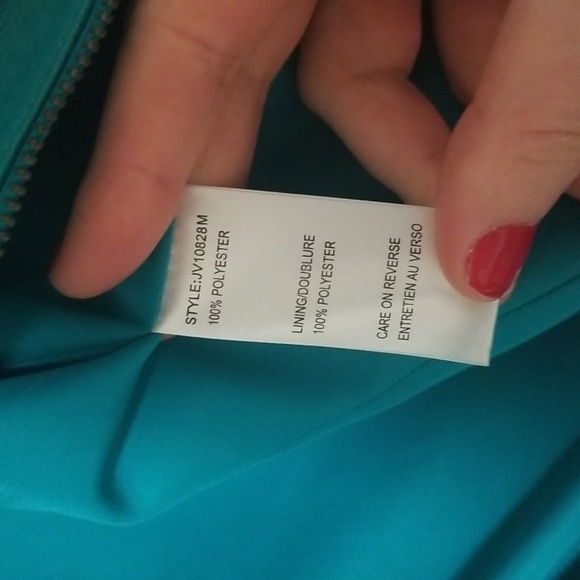 STYLE:JV10828M
100% POLYESTER
LINING/DOUBLURE
100% POLYESTER
CARE ON REVERSE
ENTRETIEN AU VERSO